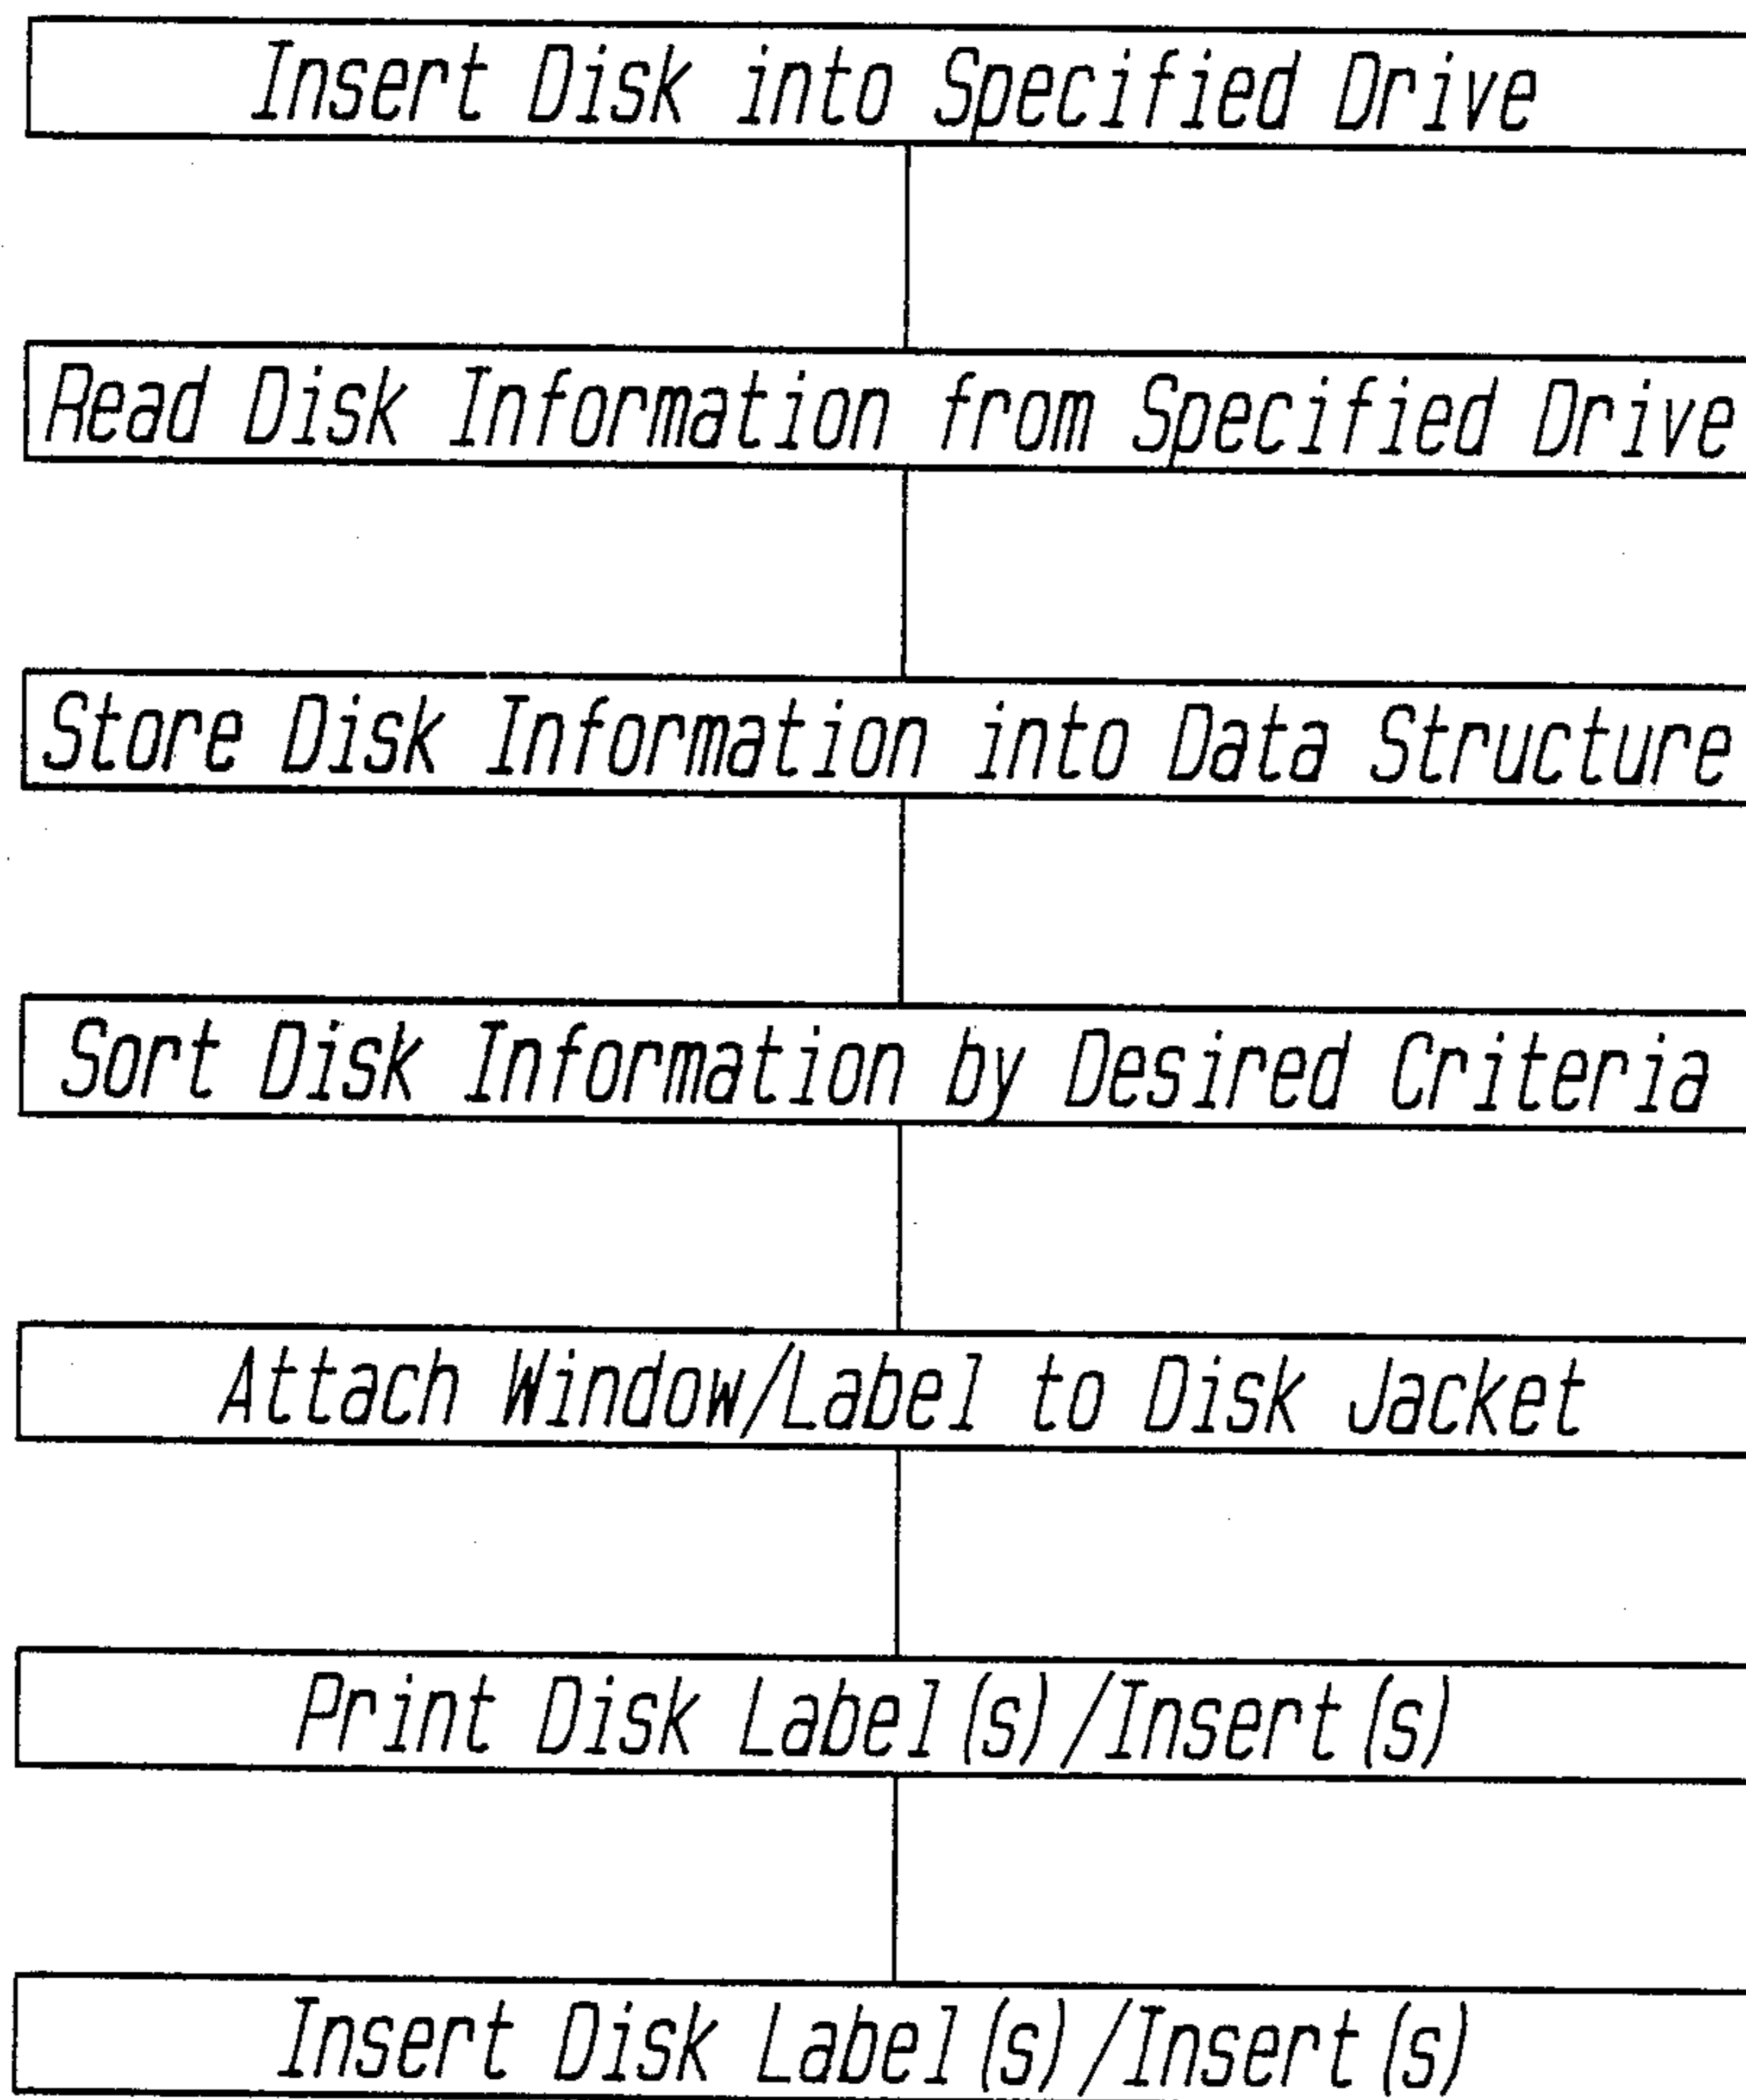 Insert Disk into Specified Drive
Read Disk Information from Specified Drive
Store Disk Information into Data Structure
Sort Disk Information by Desired Criteria
Attach Window/Label to Disk Jacket
Print Disk Label(s)/Insert(s)
Insert Disk Label(s)/Insert(s)